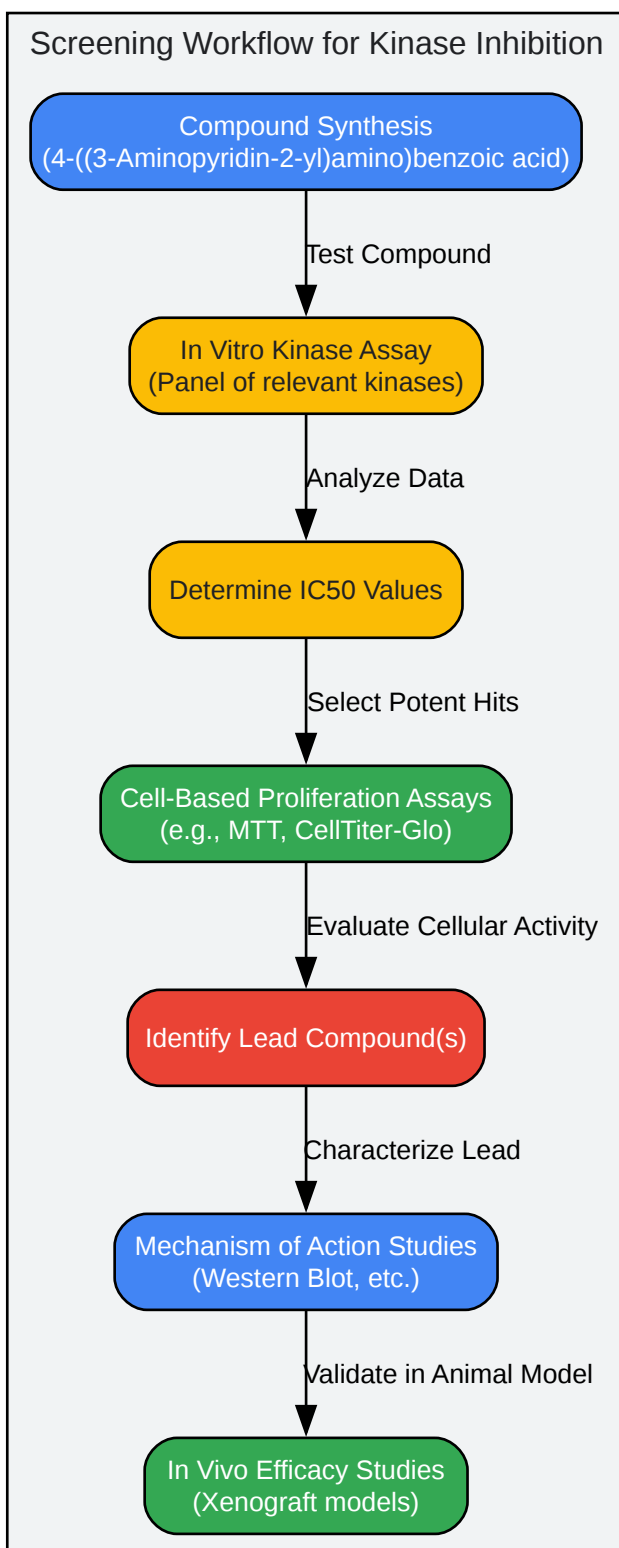 Screening Workflow for Kinase Inhibition
Compound Synthesis
(4-((3-Aminopyridin-2-yl)amino)benzoic acid)
Test Compound
In Vitro Kinase Assay
(Panel of relevant kinases)
Analyze Data
Determine IC50 Values
Select Potent Hits
Cell-Based Proliferation Assays
(e.g., MTT, CellTiter-Glo)
Evaluate Cellular Activity
Identify Lead Compound(s)
Characterize Lead
Mechanism of Action Studies
(Western Blot, etc.)
Validate in Animal Model
In Vivo Efficacy Studies
(Xenograft models)